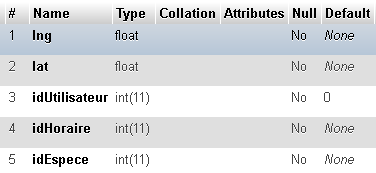 # Name Type Collation Attributes Null Default
1 lng float No None
2 lat float No None
3 idUtilisateur int(11) No 0
4 idHoraire int(11) No None
5 idEspece int(11) No None